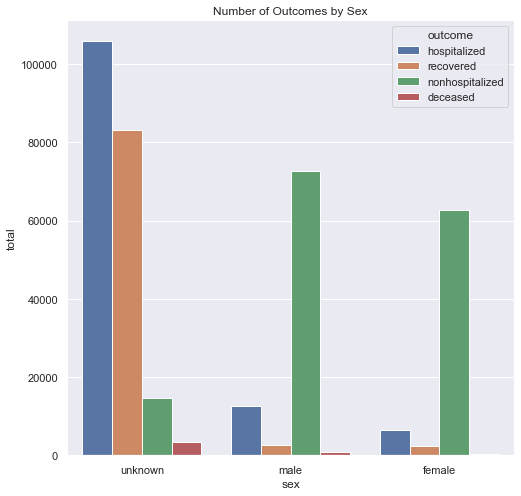 Number of Outcomes by Sex
outcome
hospitalized
recovered
nonhospitalized
deceased
100000
80000
60000
40000
20000
0
total
unknown male female
sex